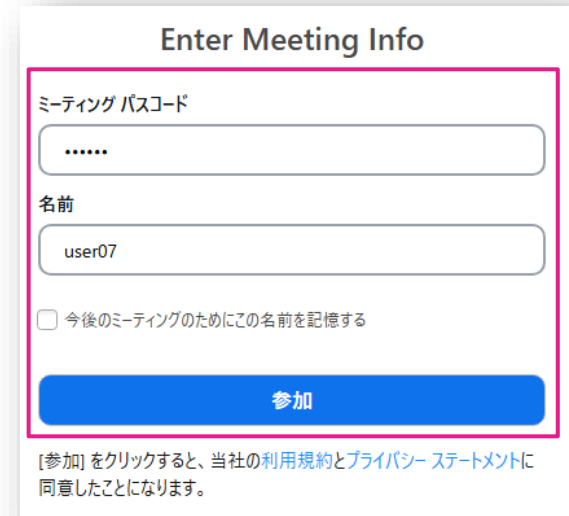 Enter Meeting Info
ミーティング パスコード
••••••
名前
user07
今後のミーティングのためにこの名前を記憶する
参加
[参加] をクリックすると、当社の利用規約とプライバシー ステートメントに
同意したことになります。